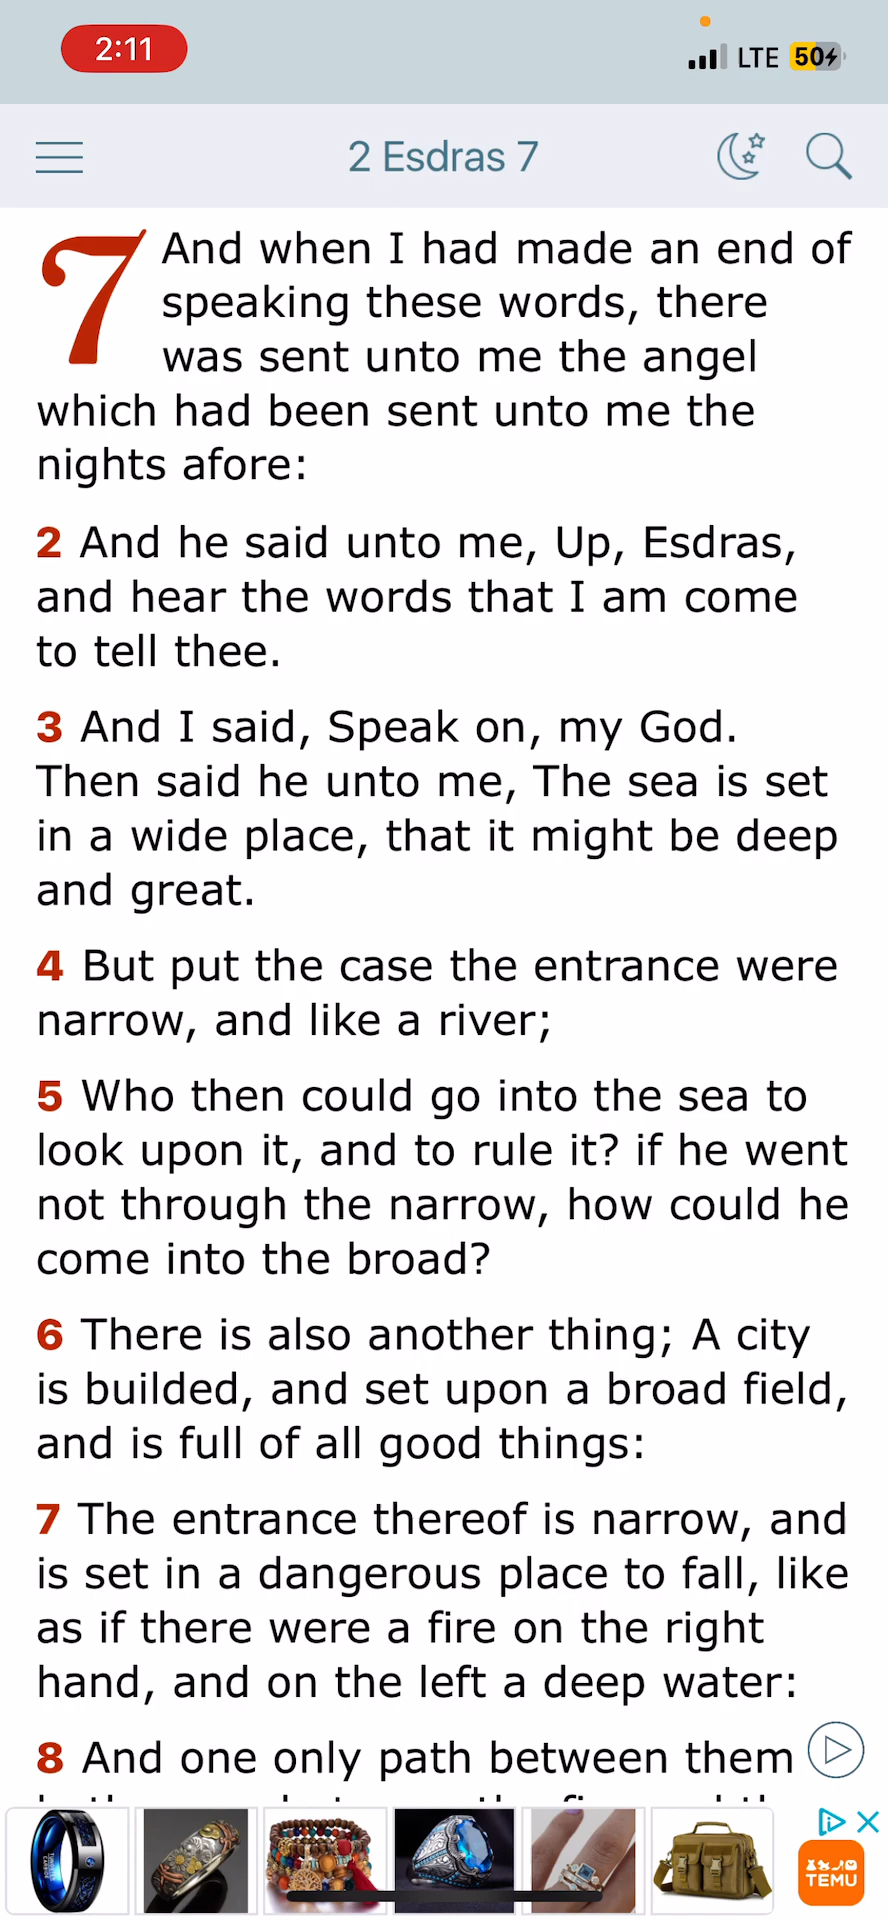 2:11
LTE 50
2 Esdras 7
7 And when I had made an end of
speaking these words, there
was sent unto me the angel
which had been sent unto me the
nights afore:
2 And he said unto me, Up, Esdras,
and hear the words that I am come
to tell thee.
3 And I said, Speak on, my God.
Then said he unto me, The sea is set
in a wide place, that it might be deep
and great.
4 But put the case the entrance were
narrow, and like a river;
5 Who then could go into the sea to
look upon it, and to rule it? if he went
not through the narrow, how could he
come into the broad?
6 There is also another thing; A city
is builded, and set upon a broad field,
and is full of all good things:
7 The entrance thereof is narrow, and
is set in a dangerous place to fall, like
as if there were a fire on the right
hand, and on the left a deep water:
8 And one only path between them
TEMU